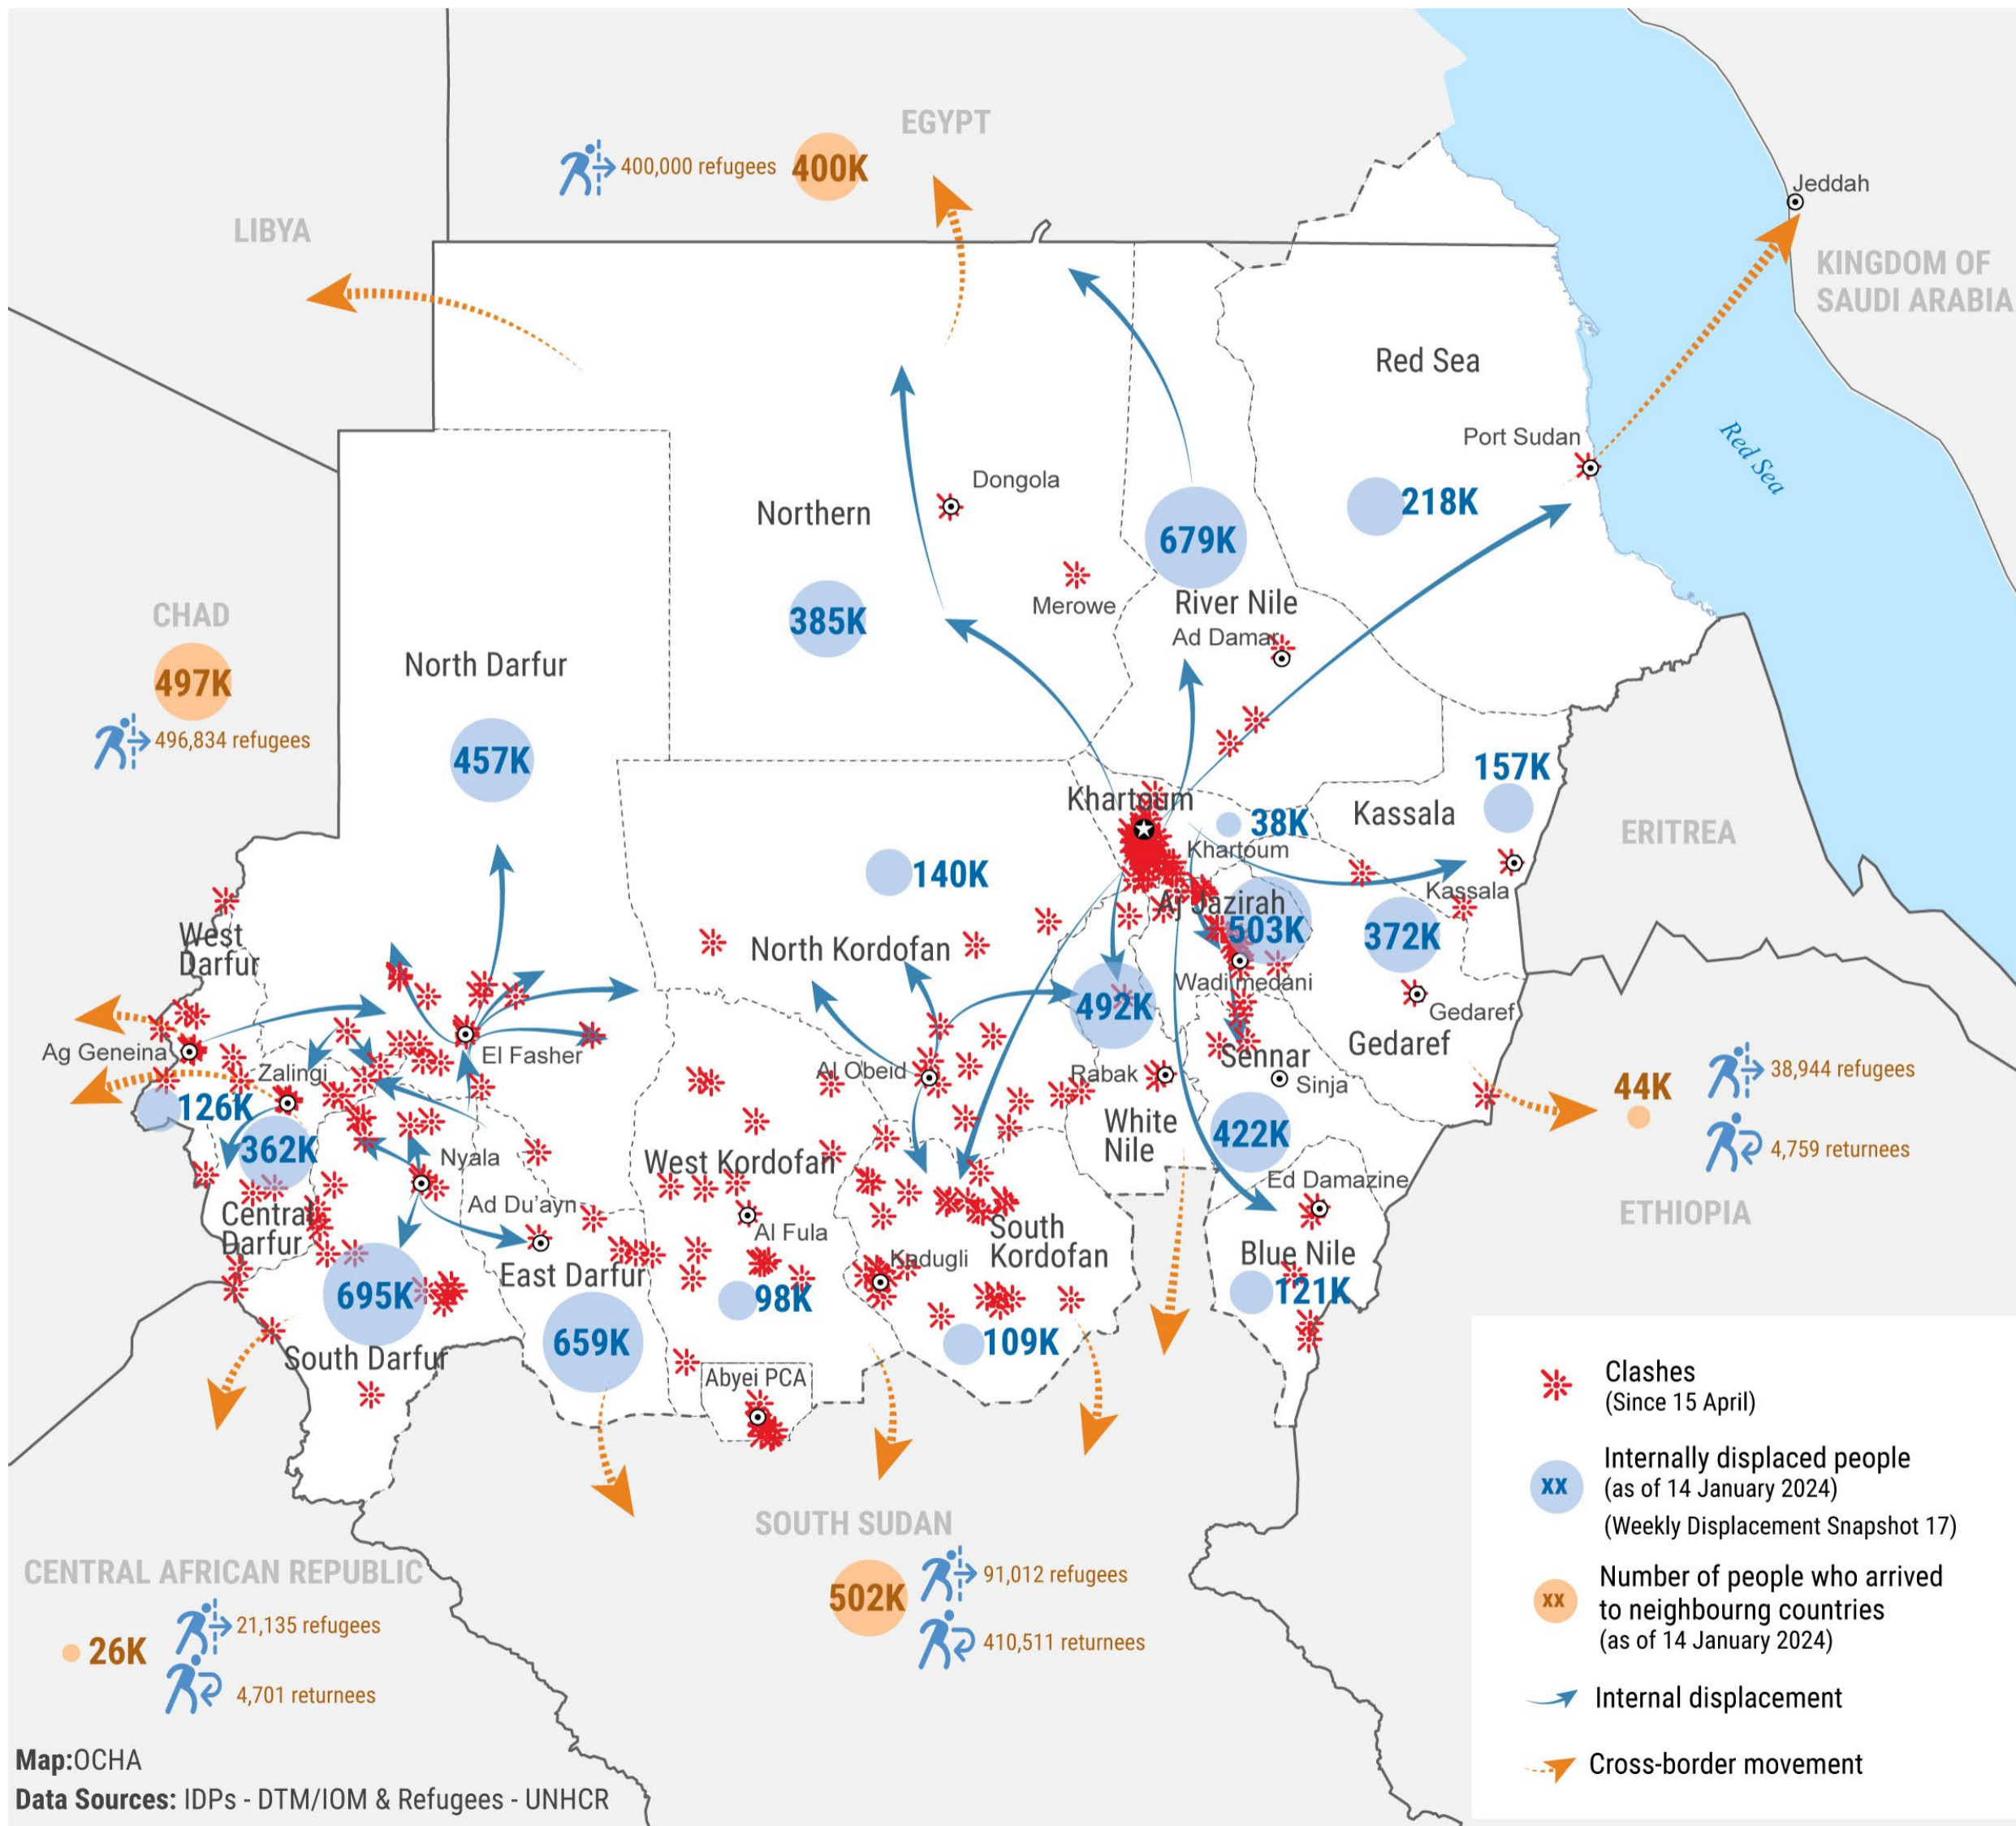 EGYPT
400,000 refugees
400K
LIBYA
Jeddah
KINGDOM OF
SAUDI ARABIA
Red Sea
Port Sudan
Red Sea
218K
Dongola
Northern
679K
385K
Merowe
River Nile
Ad Damar
CHAD
497K
496,834 refugees
North Darfur
457K
157K
Khartoum
38K
Kassala
ERITREA
Khartoum
140K
Kassala
Aj Jazirah
503K
372K
West
Darfur
North Kordofan
Wadi medani
492K
Gedaref
Gedaref
Ag Geneina
El Fasher
Zalingi
Al Obeid
Rabak
Sennar
Sinja
44K
38,944 refugees
4,759 returnees
ETHIOPIA
126K
362K
White
Nile
422K
Nyala
West Kordofan
Ed Damazine
Ad Du'ayn
Central
Darfur
Al Fula
South
Kordofan
Kadugli
Blue Nile
121K
East Darfur
695K
98K
659K
109K
South Darfur
Abyei PCA
SOUTH SUDAN
502K
91,012 refugees
410,511 returnees
CENTRAL AFRICAN REPUBLIC
26K
21,135 refugees
4,701 returnees
Clashes
(Since 15 April)
xx
Internally displaced people
(as of 14 January 2024)
(Weekly Displacement Snapshot 17)
xx
Number of people who arrived
to neighbourng countries
(as of 14 January 2024)
Internal displacement
Cross-border movement
Map:OCHA
Data Sources: IDPs - DTM/IOM & Refugees - UNHCR